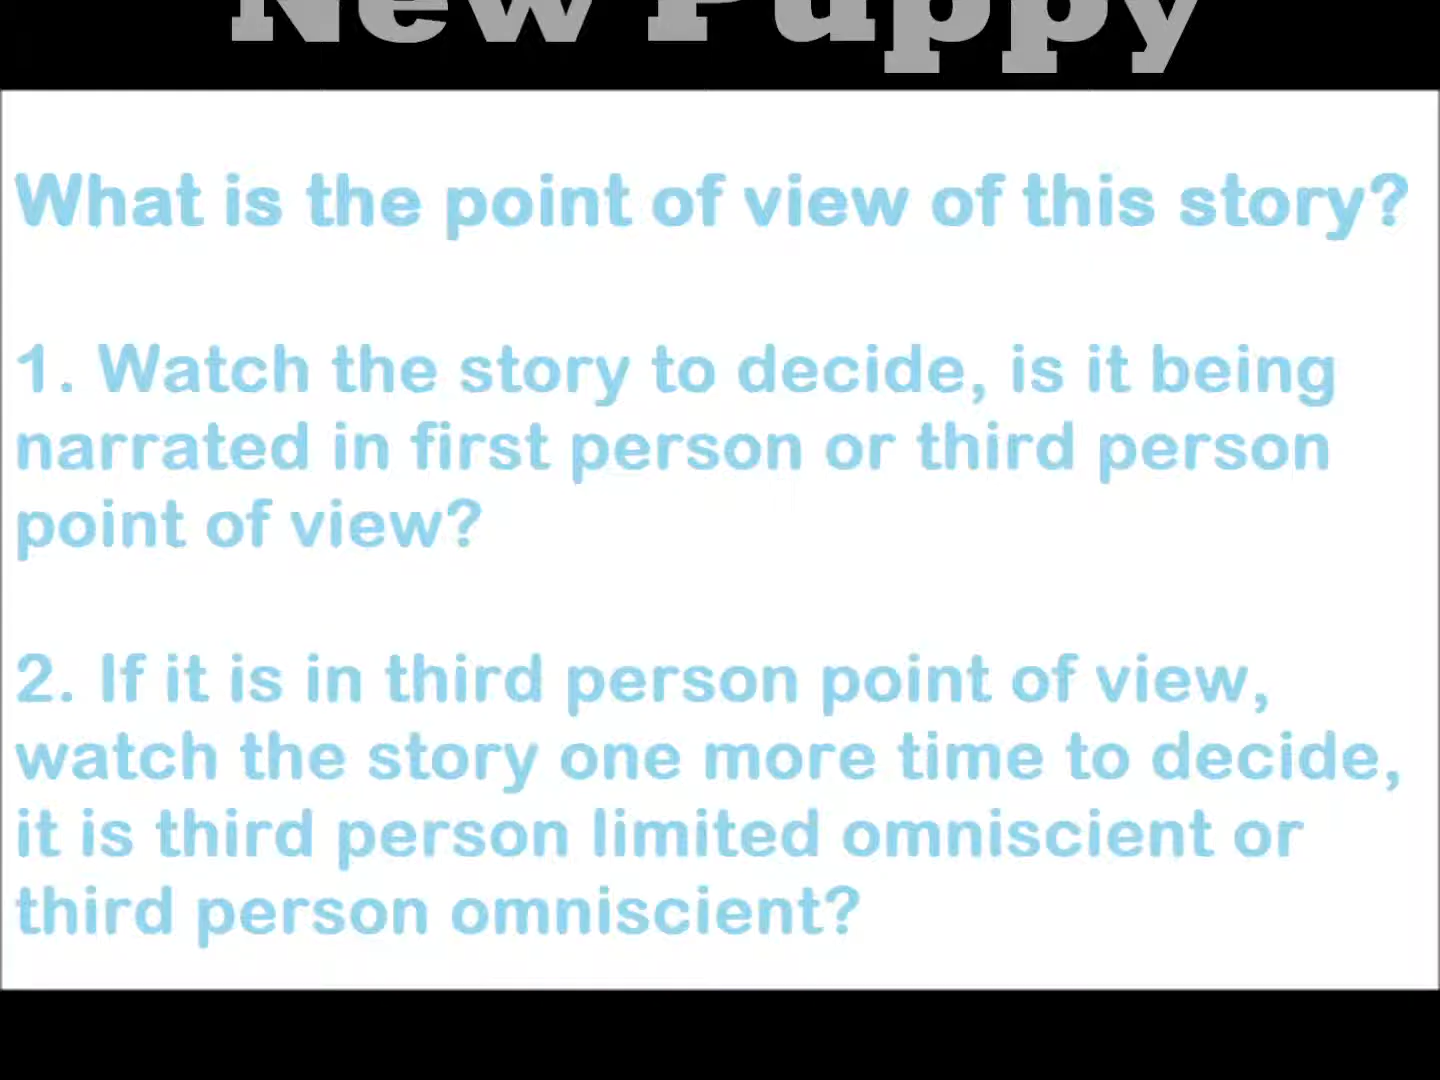 New Puppy
What is the point of view of this story?
1. Watch the story to decide, is it being
narrated in first person or third person
point of view?
2. If it is in third person point of view,
watch the story one more time to decide,
it is third person limited omniscient or
third person omniscient?